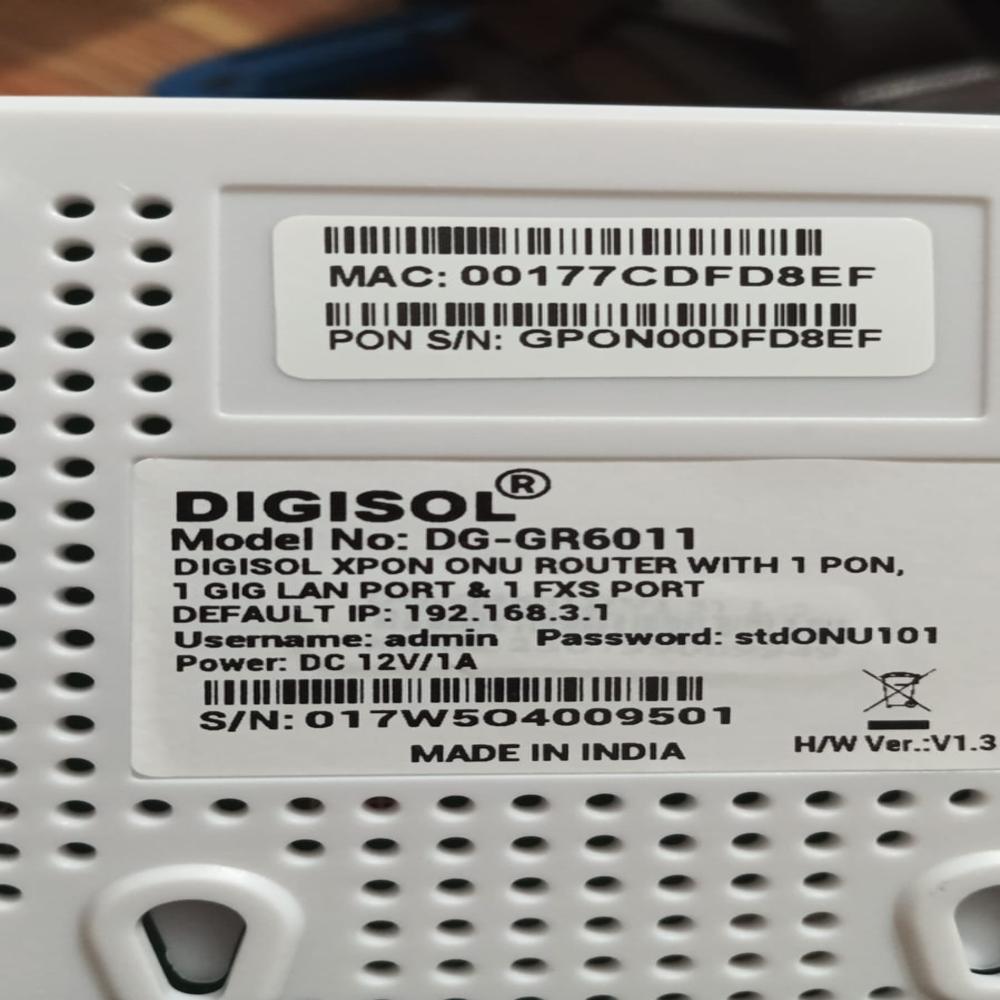 MAC: 00177CDFD8EF
PON S/N: GPON00DFD8EF
DIGISOL®
Model No: DG-GR6011
DIGISOL XPON ONU ROUTER WITH 1 PON,
1 GIG LAN PORT & 1 FXS PORT
DEFAULT IP: 192.168.3.1
Username: admin Password: stdONU101
Power: DC 12V/1A
S/N: 017W5O4009501
MADE IN INDIA
H/W Ver.:V1.3